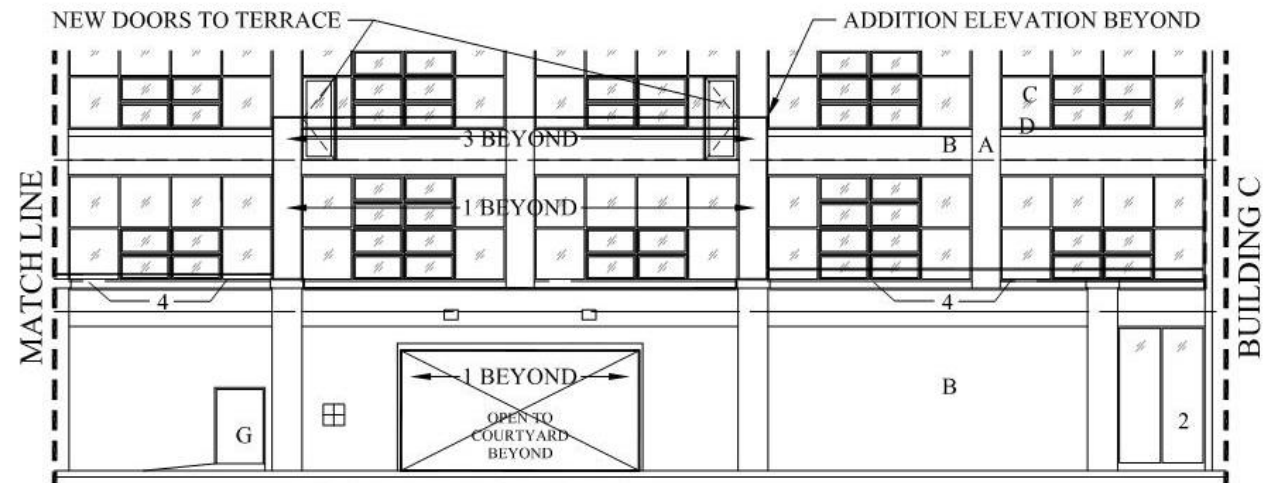 NEW DOORS TO TERRACE
ADDITION ELEVATION BEYOND
C
D
3 BEYOND
B
A
MATCH LINE
1 BEYOND
BUILDING C
4
4
1 BEYOND
B
OPEN TO
COURTYARD
BEYOND
G
2